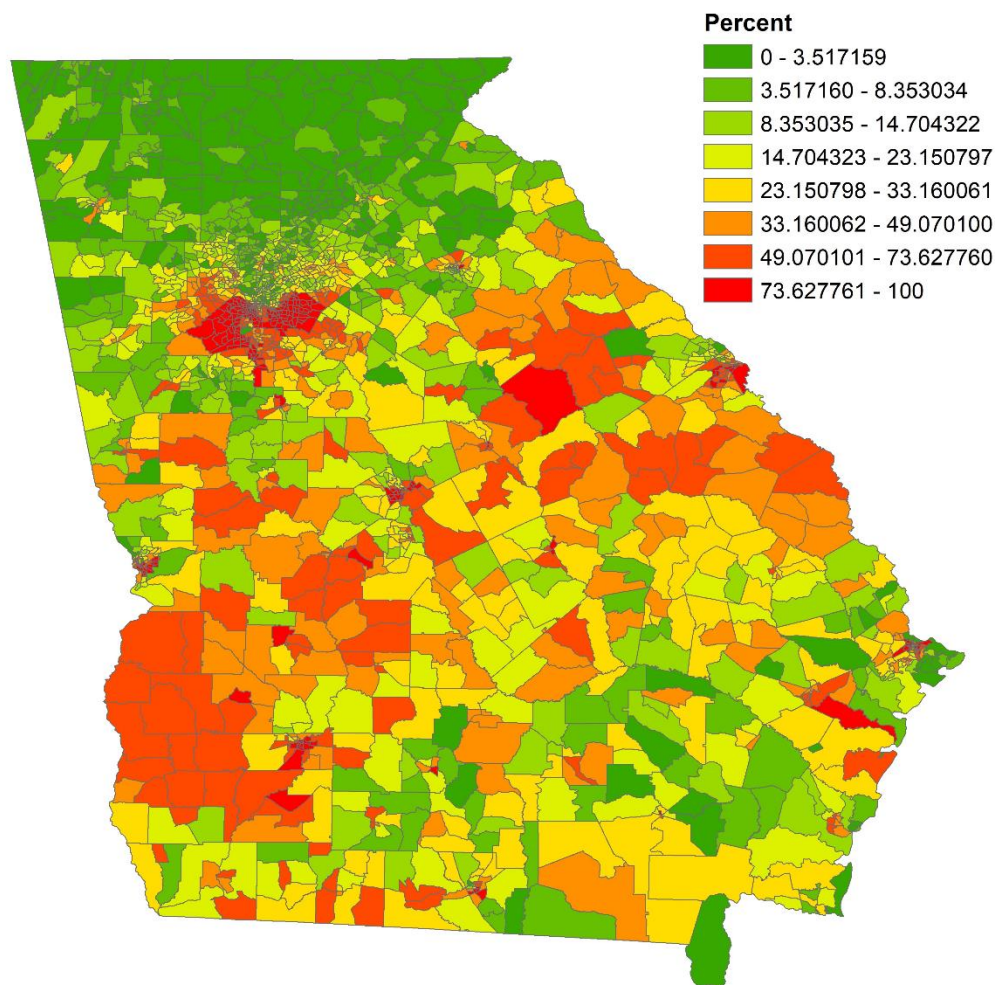 Percent
0 - 3.517159
3.517160 - 8.353034
8.353035 - 14.704322
14.704323 - 23.150797
23.150798 - 33.160061
33.160062 - 49.070100
49.070101 - 73.627760
73.627761 - 100